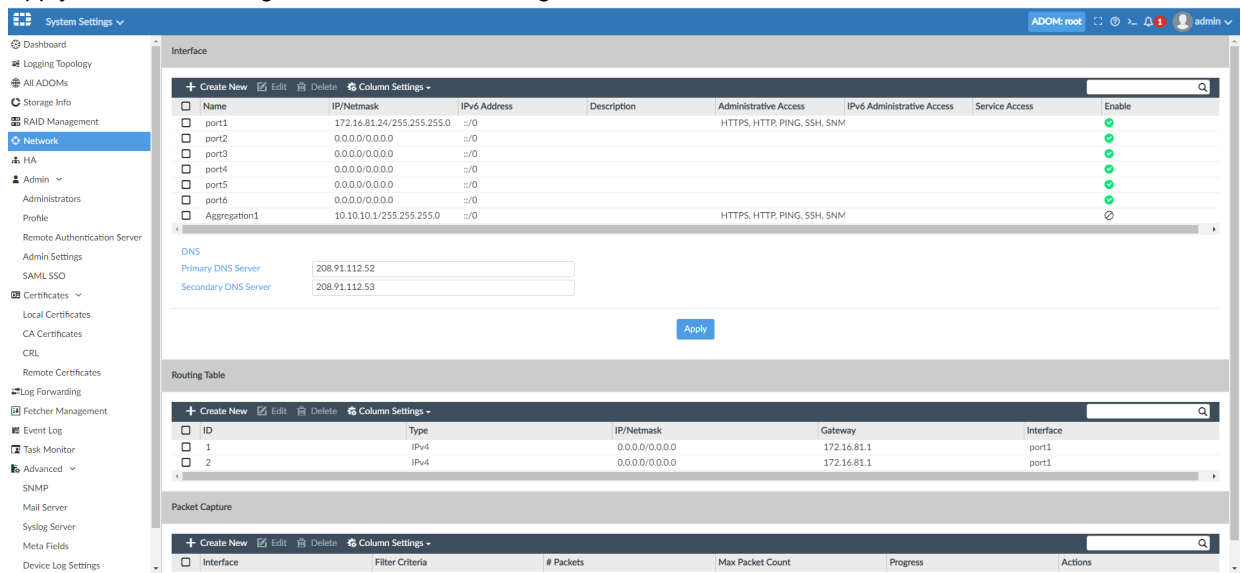 System Settings
ADOM: root
1
admin
Dashboard
Logging Topology
All ADOMs
Storage Info
RAID Management
Network
HA
Admin
Administrators
Profile
Remote Authentication Server
Admin Settings
SAML SSO
Certificates
Local Certificates
CA Certificates
CRL
Remote Certificates
Log Forwarding
Fetcher Management
Event Log
Task Monitor
Advanced
SNMP
Mail Server
Syslog Server
Meta Fields
Device Log Settings
Interface
Create New Edit Delete Column Settings
Name IP/Netmask IPv6 Address Description Administrative Access IPv6 Administrative Access Service Access Enable
port1 172.16.81.24/255.255.255.0 ::/0 HTTPS, HTTP, PING, SSH, SNM
port2 0.0.0.0/0.0.0.0 ::/0
port3 0.0.0.0/0.0.0.0 ::/0
port4 0.0.0.0/0.0.0.0 ::/0
port5 0.0.0.0/0.0.0.0 ::/0
port6 0.0.0.0/0.0.0.0 ::/0
Aggregation1 10.10.10.1/255.255.255.0 ::/0 HTTPS, HTTP, PING, SSH, SNM
DNS
Primary DNS Server 208.91.112.52
Secondary DNS Server 208.91.112.53
Apply
Routing Table
Create New Edit Delete Column Settings
ID Type IP/Netmask Gateway Interface
1 IPv4 0.0.0.0/0.0.0.0 172.16.81.1 port1
2 IPv4 0.0.0.0/0.0.0.0 172.16.81.1 port1
Packet Capture
Create New Edit Delete Column Settings
Interface Filter Criteria # Packets Max Packet Count Progress Actions